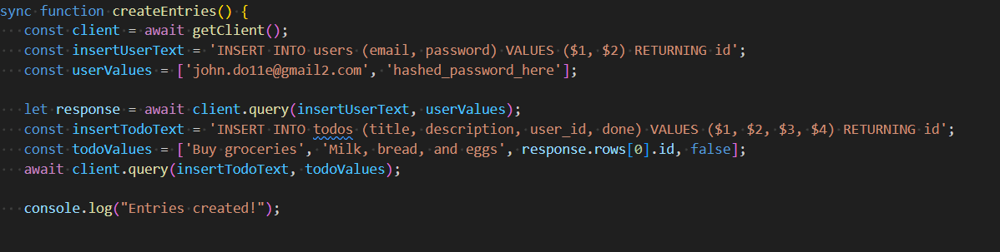 sync function createEntries() {
const client = await getClient();
const insertUserText = 'INSERT INTO users (email, password) VALUES ($1, $2) RETURNING id';
const userValues = ['john.do11e@gmail2.com', 'hashed_password_here'];
let response = await client.query(insertUserText, userValues);
const insertTodoText = 'INSERT INTO todos (title, description, user_id, done) VALUES ($1, $2, $3, $4) RETURNING id';
const todoValues = ['Buy groceries', 'Milk, bread, and eggs', response.rows[0].id, false];
await client.query(insertTodoText, todoValues);
console.log("Entries created!");